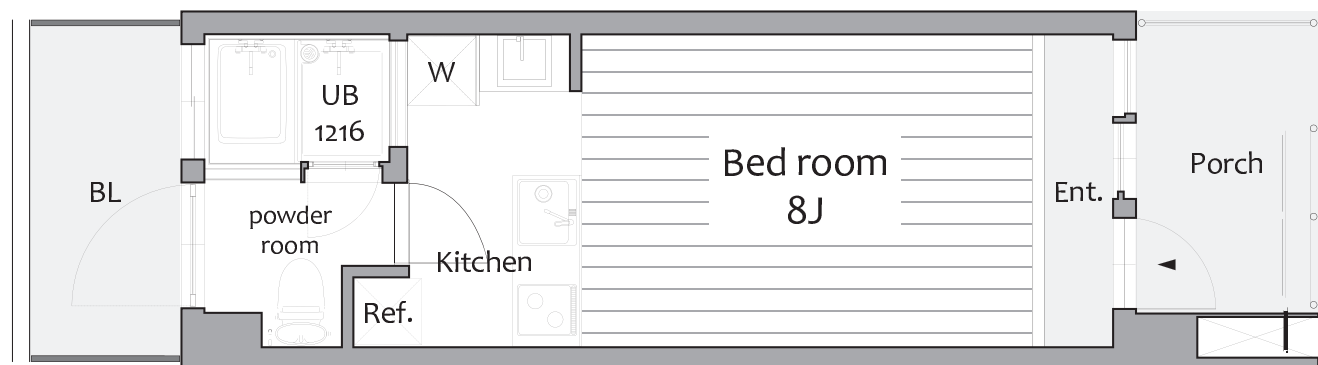 W
UB
1216
BL
powder
room
Kitchen
Ref.
Bed room
8J
Ent.
Porch